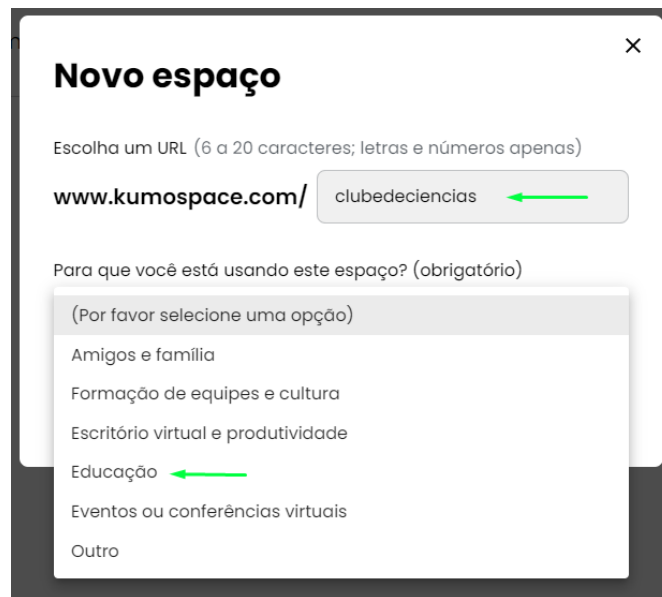 Novo espaço
Escolha um URL (6 a 20 caracteres; letras e números apenas)
www.kumospace.com/ clubedeciencias
Para que você está usando este espaço? (obrigatório)
(Por favor selecione uma opção)
Amigos e família
Formação de equipes e cultura
Escritório virtual e produtividade
Educação
Eventos ou conferências virtuais
Outro